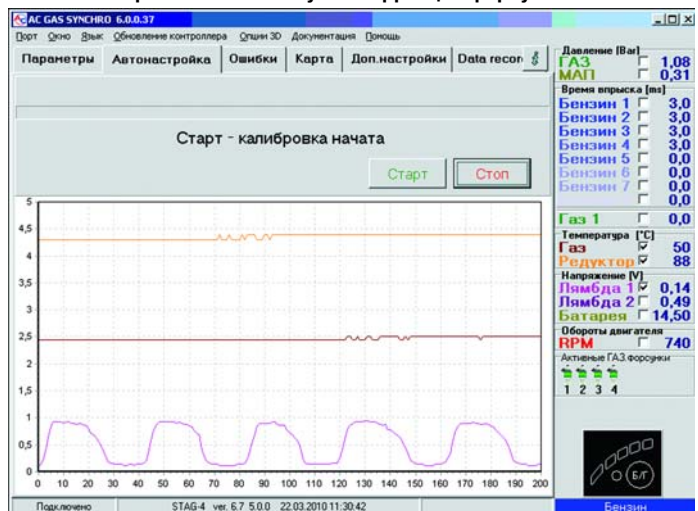 AC GAS SYNCHRO 6.0.0.37
Порт Окно Язык Обновление контроллера Опции 3D Документация Помощь
Параметры Автонастройка Ошибки Карта Доп.настройки Data recor
Старт - калибровка начата
Старт Стоп
5
4,5
4
3,5
3
2,5
2
1,5
1
0,5
0
0 10 20 30 40 50 60 70 80 90 100 110 120 130 140 150 160 170 180 190 200
Давление [Bar]
ГАЗ 1,08
МАП 0,31
Время впрыска [ms]
Бензин 1 3,0
Бензин 2 3,0
Бензин 3 3,0
Бензин 4 3,0
Бензин 5 0,0
Бензин 6 0,0
Бензин 7 0,0
0,0
Газ 1 0,0
Температура [°C]
Газ 50
Редуктор 88
Напряжение [V]
Лямбда 1 0,14
Лямбда 2 0,49
Батарея 14,50
Обороты двигателя
RPM 740
Активные ГАЗ.форсунки
1 2 3 4
Б/Г
Подключено STAG-4 ver. 6.7 5.0.0 22.03.2010 11:30:42
Бензин